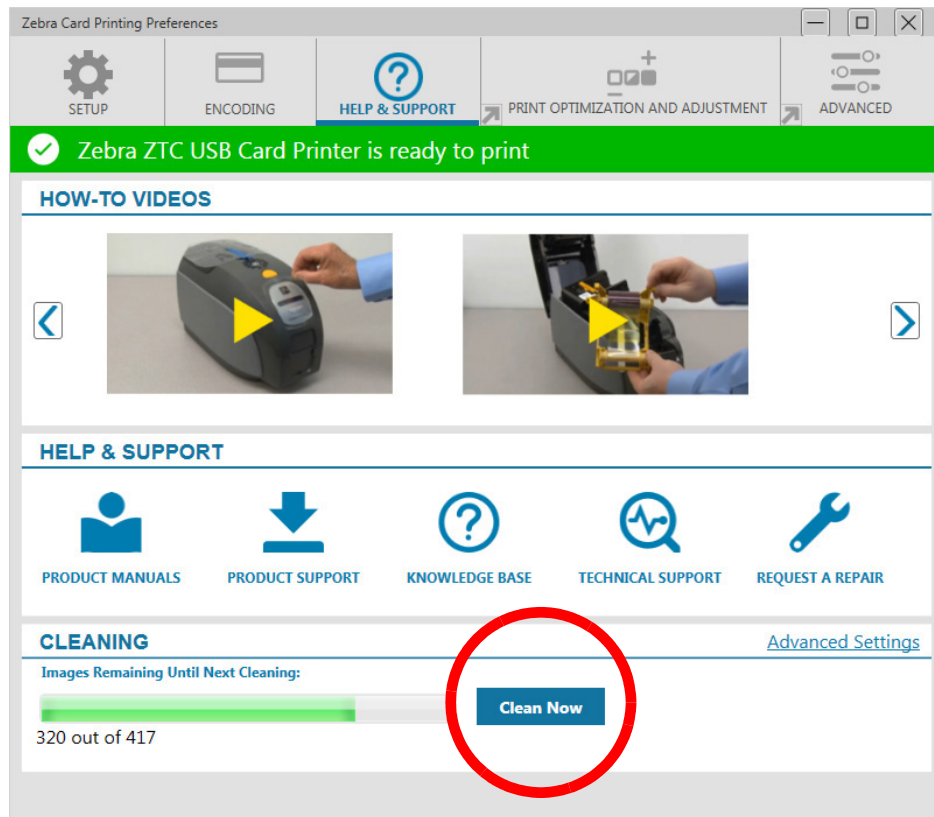 Zebra Card Printing Preferences
SETUP
ENCODING
HELP & SUPPORT
PRINT OPTIMIZATION AND ADJUSTMENT
ADVANCED
Zebra ZTC USB Card Printer is ready to print
HOW-TO VIDEOS
HELP & SUPPORT
PRODUCT MANUALS
PRODUCT SUPPORT
KNOWLEDGE BASE
TECHNICAL SUPPORT
REQUEST A REPAIR
CLEANING
Advanced Settings
Images Remaining Until Next Cleaning:
Clean Now
320 out of 417